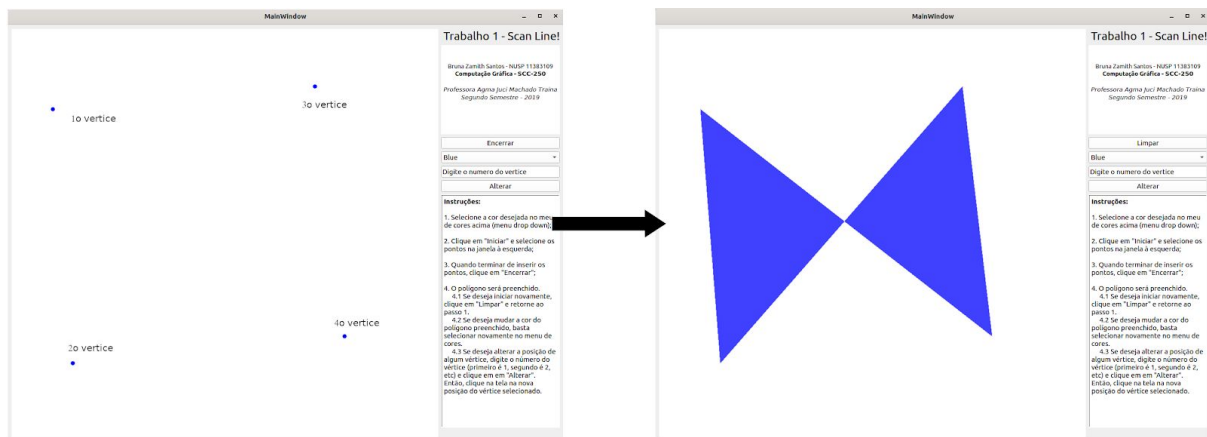 MainWindow
Trabalho 1 - Scan Line!
Bruna Zamith Santos - NUSP 11383109
Computação Gráfica - SCC-250
Professora Agma Juci Machado Traina
Segundo Semestre - 2019
1o vertice
3o vertice
4o vertice
2o vertice
Encerrar
Blue
Digite o numero do vertice
Alterar
Instruções:
1. Selecione a cor desejada no meu
de cores acima (menu drop down);
2. Clique em "Iniciar" e selecione os
pontos na janela à esquerda;
3. Quando terminar de inserir os
pontos, clique em "Encerrar";
4. O polígono será preenchido.
4.1 Se deseja iniciar novamente,
clique em "Limpar" e retorne ao
passo 1.
4.2 Se deseja mudar a cor do
polígono preenchido, basta
selecionar novamente no menu de
cores.
4.3 Se deseja alterar a posição de
algum vértice, digite o número do
vértice (primeiro é 1, segundo é 2,
etc) e clique em em "Alterar".
Então, clique na tela na nova
posição do vértice selecionado.
MainWindow
Trabalho 1 - Scan Line!
Bruna Zamith Santos - NUSP 11383109
Computação Gráfica - SCC-250
Professora Agma Juci Machado Traina
Segundo Semestre - 2019
Limpar
Blue
Digite o numero do vertice
Alterar
Instruções:
1. Selecione a cor desejada no meu
de cores acima (menu drop down);
2. Clique em "Iniciar" e selecione os
pontos na janela à esquerda;
3. Quando terminar de inserir os
pontos, clique em "Encerrar";
4. O polígono será preenchido.
4.1 Se deseja iniciar novamente,
clique em "Limpar" e retorne ao
passo 1.
4.2 Se deseja mudar a cor do
polígono preenchido, basta
selecionar novamente no menu de
cores.
4.3 Se deseja alterar a posição de
algum vértice, digite o número do
vértice (primeiro é 1, segundo é 2,
etc) e clique em em "Alterar".
Então, clique na tela na nova
posição do vértice selecionado.